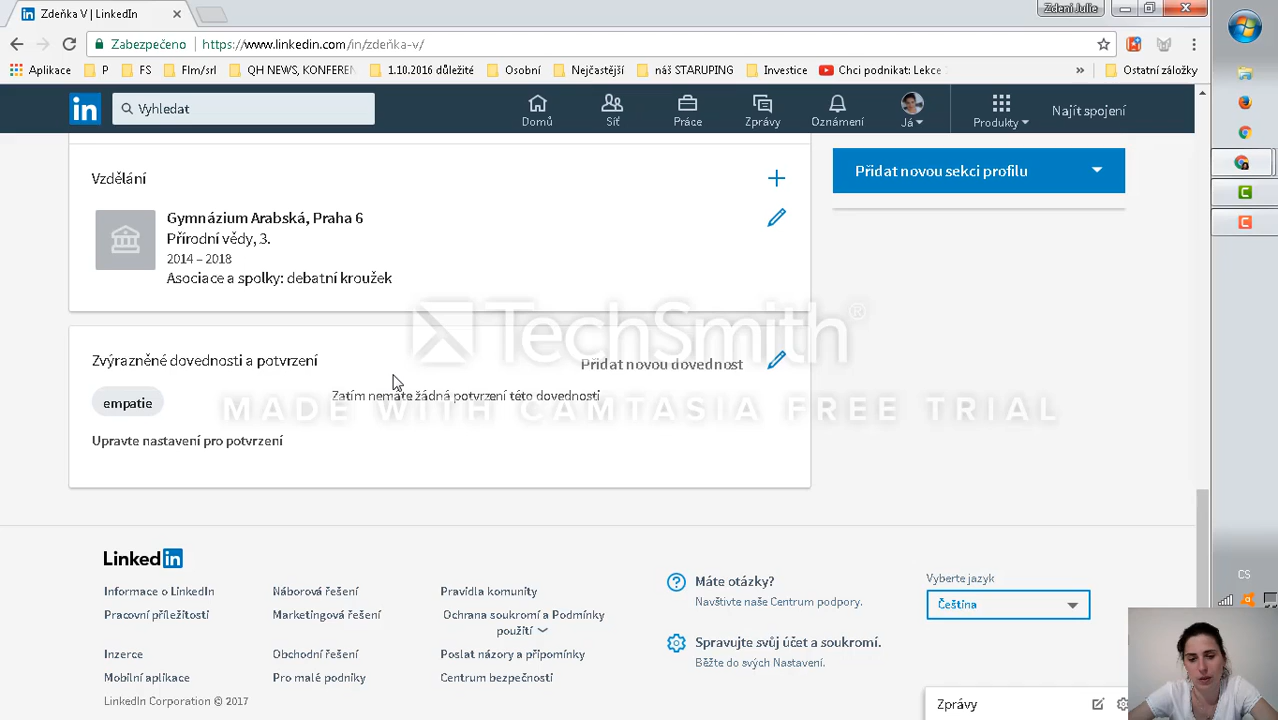 Zdeňka V | LinkedIn
Zdeni Julie
Zabezpečeno
https://www.linkedin.com/in/zdeňka-v/
Aplikace
P
FS
Flm/srl
QH NEWS, KONFEREN
1.10.2016 důležité
Osobní
Nejčastější
náš STARUPING
Investice
Chci podnikat: Lekce
»
Ostatní záložky
in
Vyhledat
Domů
Síť
Práce
Zprávy
Oznámení
Já
Produkty
Najít spojení
Vzdělání
Přidat novou sekci profilu
Gymnázium Arabská, Praha 6
Přírodní vědy, 3.
2014 – 2018
Asociace a spolky: debatní kroužek
TechSmith®
Zvýrazněné dovednosti a potvrzení
Přidat novou dovednost
empatie
Zatím nemáte žádná potvrzení této dovednosti
MADE WITH CAMTASIA FREE TRIAL
Upravte nastavení pro potvrzení
LinkedIn
Informace o LinkedIn
Náborová řešení
Pravidla komunity
Máte otázky?
Navštivte naše Centrum podpory.
Vyberte jazyk
Čeština
CS
Pracovní příležitosti
Marketingová řešení
Ochrana soukromí a Podmínky
použití
Spravujte svůj účet a soukromí.
Běžte do svých Nastavení.
Inzerce
Obchodní řešení
Poslat názory a připomínky
Mobilní aplikace
Pro malé podniky
Centrum bezpečnosti
LinkedIn Corporation © 2017
Zprávy